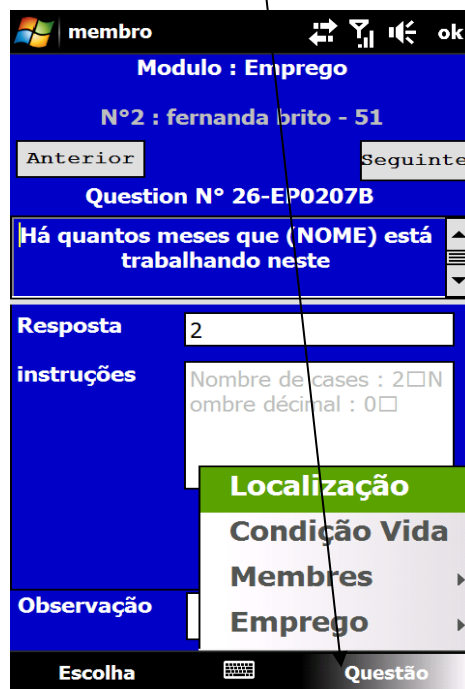 membro ok
Modulo : Emprego
N°2 : fernanda brito - 51
Anterior Seguinte
Question N° 26-EP0207B
Há quantos meses que (NOME) está
trabalhando neste
Resposta 2
instruções Nombre de cases : 2□N
ombre décimal : 0□
Localização
Condição Vida
Membres
Emprego
Observação
Escolha Questão